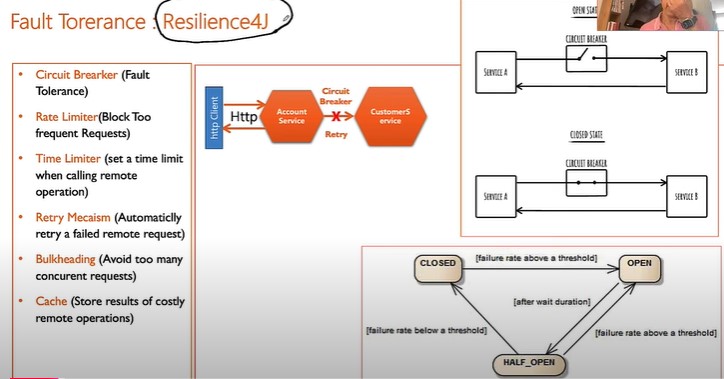 Fault Torerance : Resilience4J
• Circuit Brearker (Fault
Tolerance)
• Rate Limiter(Block Too
frequent Requests)
• Time Limiter (set a time limit
when calling remote
operation)
• Retry Mecaism (Automaticlly
retry a failed remote request)
• Bulkheading (Avoid too many
concurent requests)
• Cache (Store results of costly
remote operations)
http Client
Http
Account
Service
Circuit
Breaker
X
Retry
CustomerS
ervice
OPEN STAT
CIRCUIT BREAKER
SERVICE A
SERVICE B
CLOSED STATE
CIRCUIT BREAKER
SERVICE A
SERVICE B
CLOSED
[failure rate above a threshold]
OPEN
[after wait duration]
[failure rate below a threshold]
[failure rate above a threshold]
HALF_OPEN